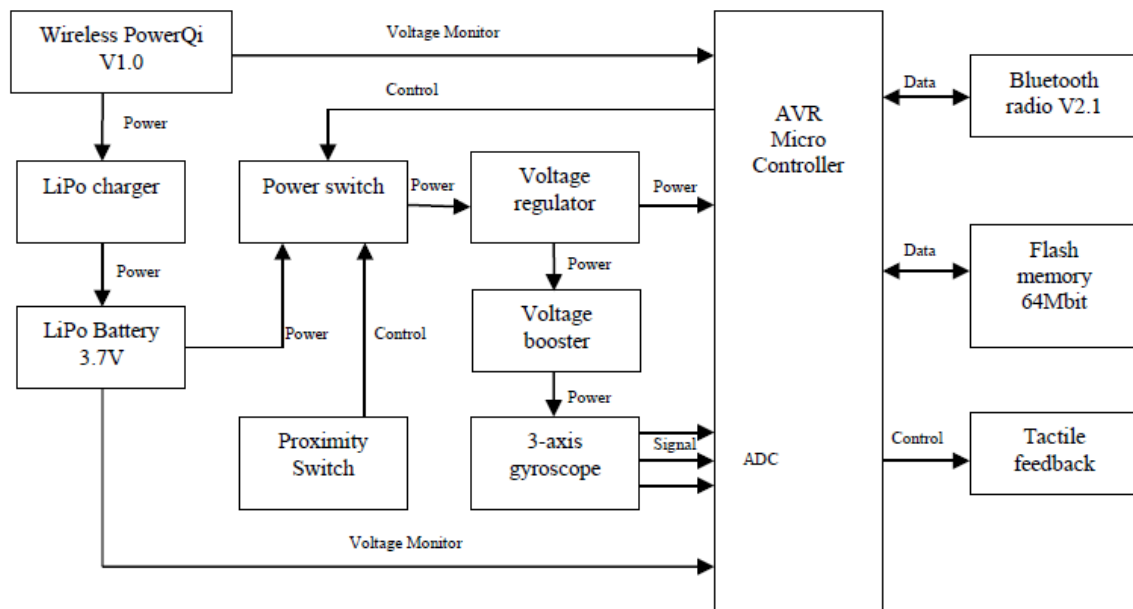 Wireless PowerQi
V1.0
Voltage Monitor
Control
Power
AVR
Micro
Controller
Data
Bluetooth
radio V2.1
LiPo charger
Power switch
Power
Voltage
regulator
Power
Power
Power
Data
Flash
memory
64Mbit
LiPo Battery
3.7V
Power
Control
Voltage
booster
Power
Proximity
Switch
3-axis
gyroscope
Signal
ADC
Control
Tactile
feedback
Voltage Monitor